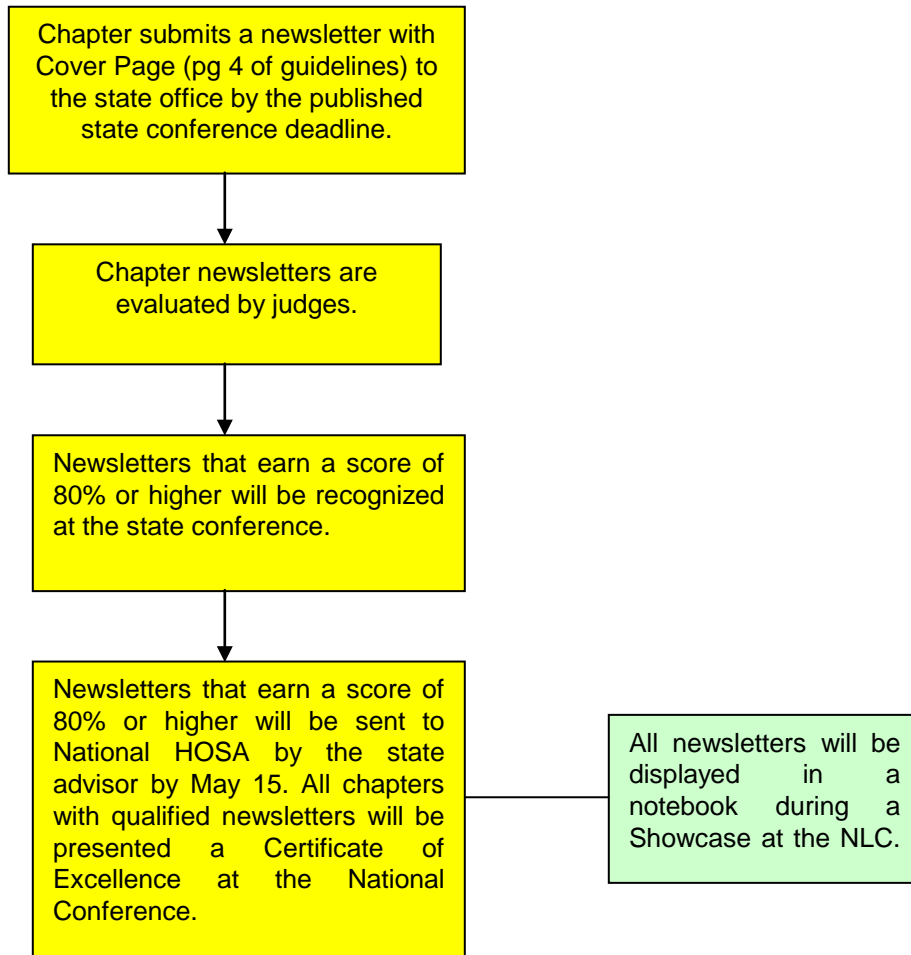 Chapter submits a newsletter with
Cover Page (pg 4 of guidelines) to
the state office by the published
state conference deadline.
Chapter newsletters are
evaluated by judges.
Newsletters that earn a score of
80% or higher will be recognized
at the state conference.
Newsletters that earn a score of
80% or higher will be sent to
National HOSA by the state
advisor by May 15. All chapters
with qualified newsletters will be
presented a Certificate of
Excellence at the National
Conference.
All newsletters will be
displayed in a
notebook during a
Showcase at the NLC.